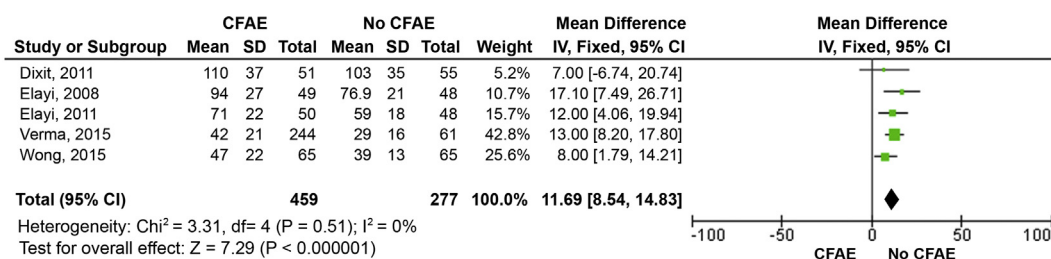 CFAE No CFAE Mean Difference Mean Difference
Study or Subgroup Mean SD Total Mean SD Total Weight IV, Fixed, 95% CI IV, Fixed, 95% CI
Dixit, 2011 110 37 51 103 35 55 5.2% 7.00 [-6.74, 20.74]
Elayi, 2008 94 27 49 76.9 21 48 10.7% 17.10 [7.49, 26.71]
Elayi, 2011 71 22 50 59 18 48 15.7% 12.00 [4.06, 19.94]
Verma, 2015 42 21 244 29 16 61 42.8% 13.00 [8.20, 17.80]
Wong, 2015 47 22 65 39 13 65 25.6% 8.00 [1.79, 14.21]
Total (95% CI) 459 277 100.0% 11.69 [8.54, 14.83]
Heterogeneity: Chi² = 3.31, df= 4 (P = 0.51); I² = 0%
Test for overall effect: Z = 7.29 (P < 0.000001)
-100 -50 0 50 100
CFAE No CFAE